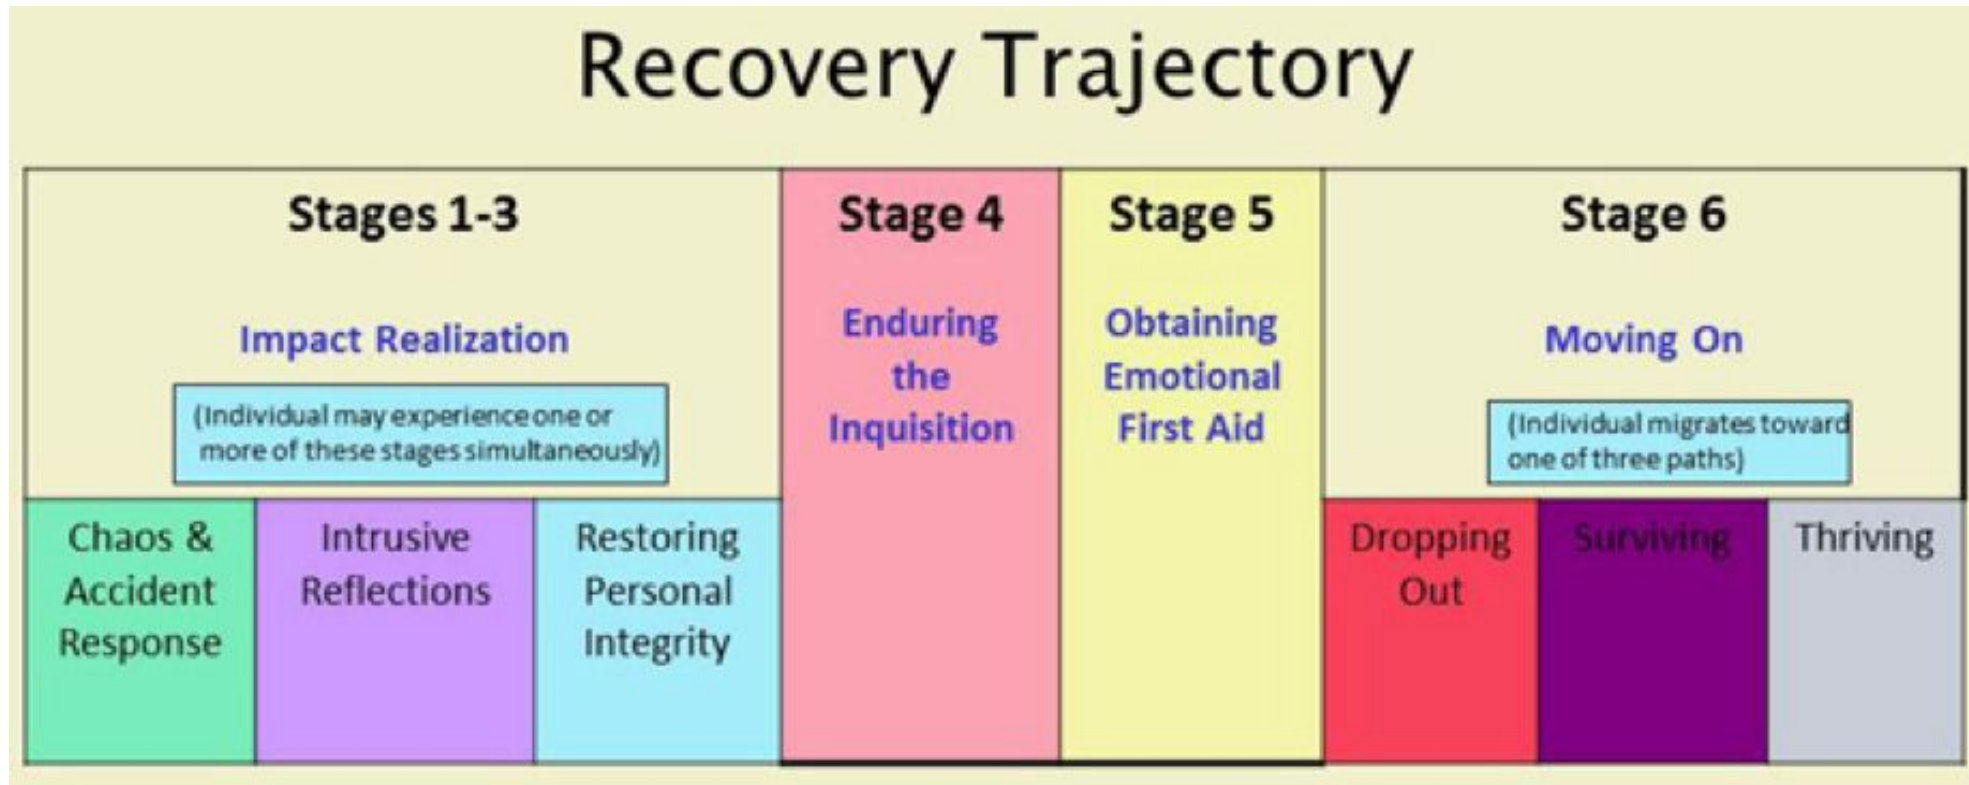 Recovery Trajectory
Stages 1-3
Impact Realization
(Individual may experience one or
more of these stages simultaneously)
Chaos &
Accident
Response
Intrusive
Reflections
Restoring
Personal
Integrity
Stage 4
Enduring
the
Inquisition
Stage 5
Obtaining
Emotional
First Aid
Stage 6
Moving On
(Individual migrates toward
one of three paths)
Dropping
Out
Surviving
Thriving